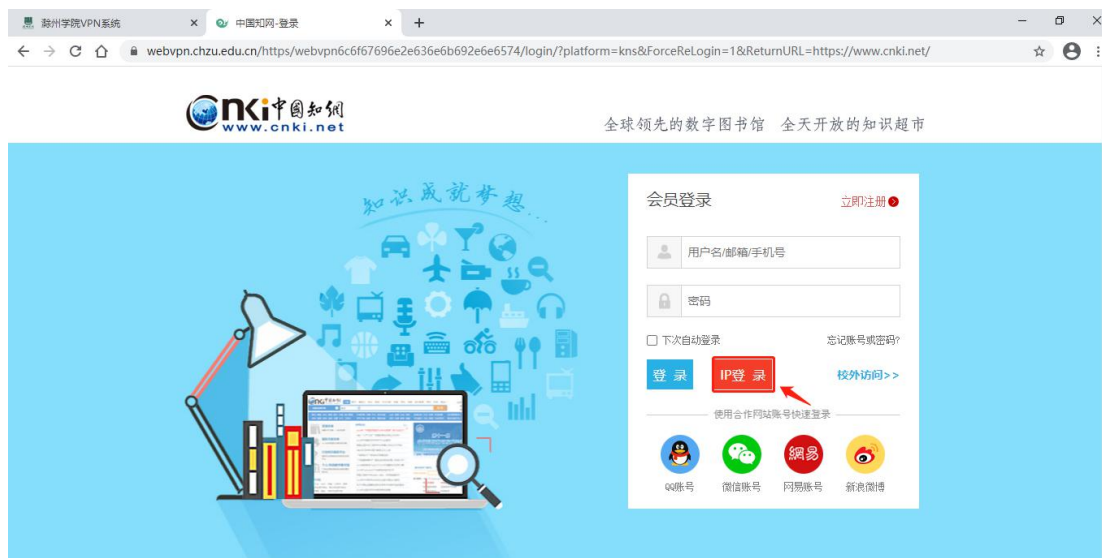 滁州学院VPN系统
中国知网-登录
webvpn.chzu.edu.cn/https/webvpn6c6f67696e2e636e6b692e6e6574/login/?platform=kns&ForceReLogin=1&ReturnURL=https://www.cnki.net/
Cnki中国知网
www.cnki.net
全球领先的数字图书馆 全天开放的知识超市
知识成就梦想...
会员登录 立即注册
用户名/邮箱/手机号
密码
下次自动登录 忘记账号或密码?
登 录 IP登 录 校外访问>>
使用合作网站账号快速登录
網易
QQ账号 微信账号 网易账号 新浪微博